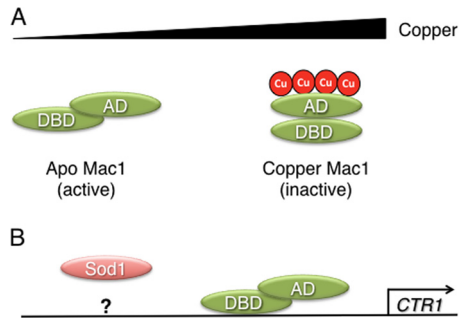 A
Copper
Cu Cu Cu Cu
AD
DBD
AD
DBD
Apo Mac1
(active)
Copper Mac1
(inactive)
B
Sod1
?
AD
DBD
CTR1